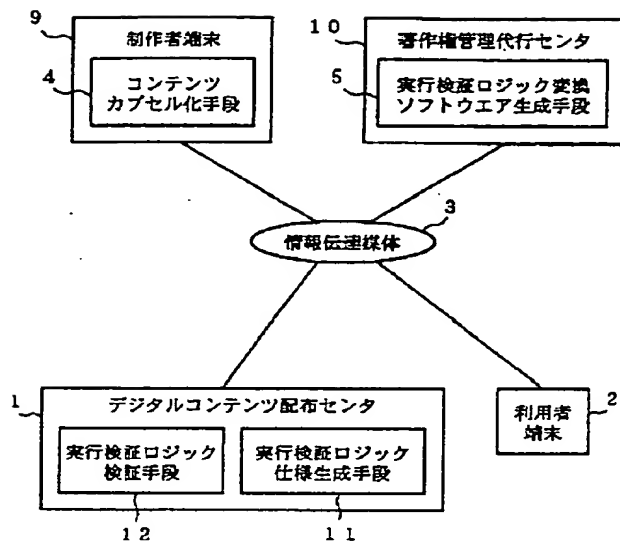 9
制作者端末
4
コンテンツ
カプセル化手段
10
著作権管理代行センタ
5
実行検証ロジック変換
ソフトウエア生成手段
3
情報伝達媒体
1
デジタルコンテンツ配布センタ
実行検証ロジック
検証手段
実行検証ロジック
仕様生成手段
12
11
2
利用者
端末